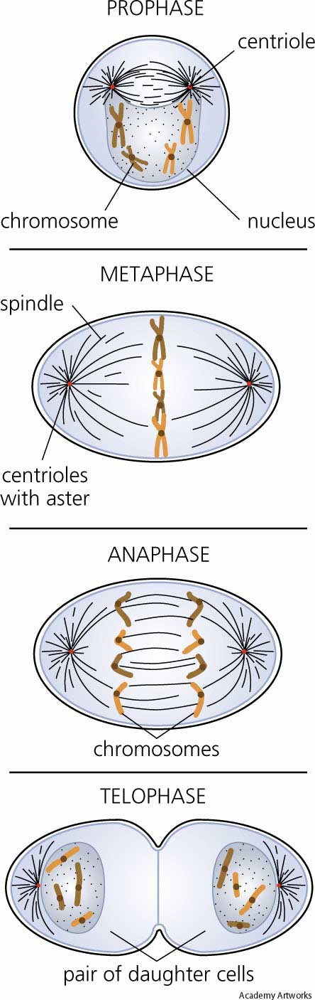 PROPHASE
centriole
chromosome
nucleus
METAPHASE
spindle
centrioles
with aster
ANAPHASE
chromosomes
TELOPHASE
pair of daughter cells
Academy Artworks